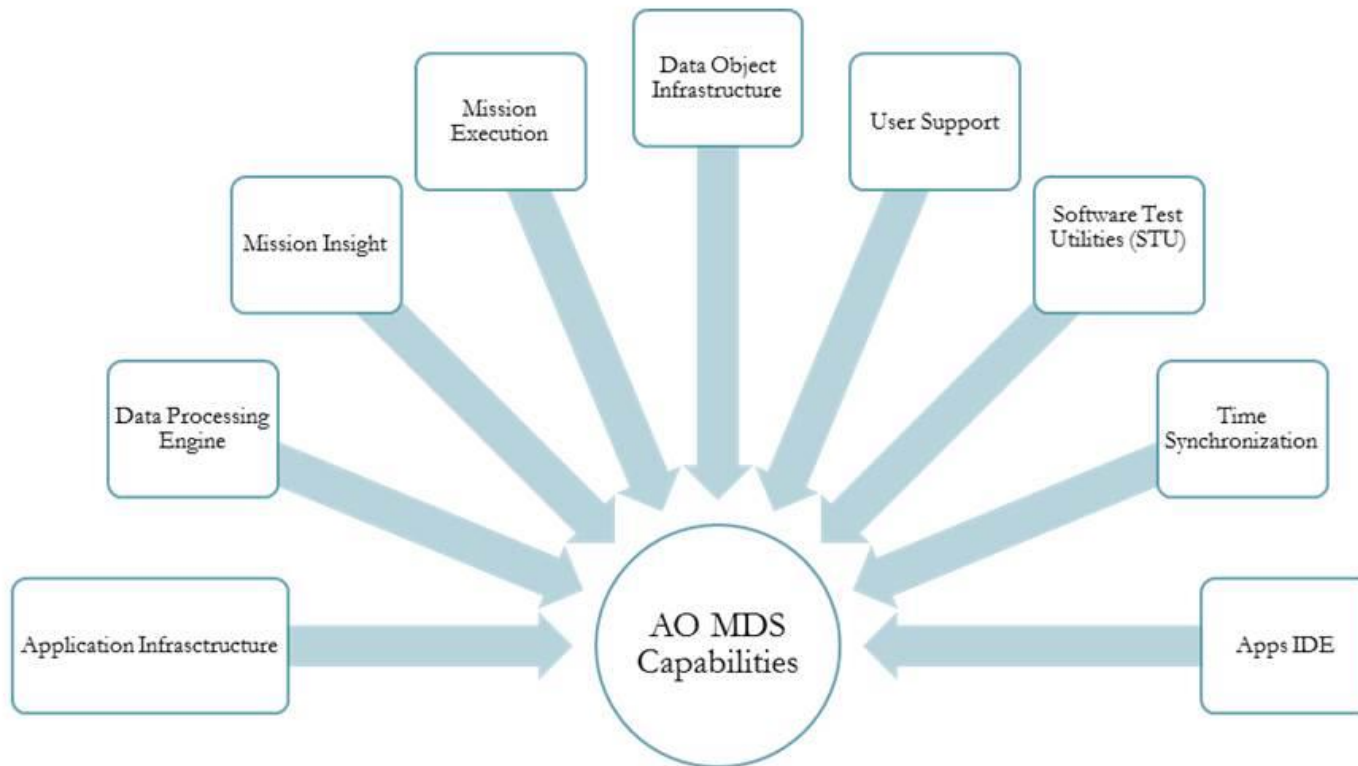 Data Object
Infrastructure
Mission
Execution
User Support
Mission Insight
Software Test
Utilities (STU)
Data Processing
Engine
Time
Synchronization
Application Infrasctructure
AO MDS
Capabilities
Apps IDE